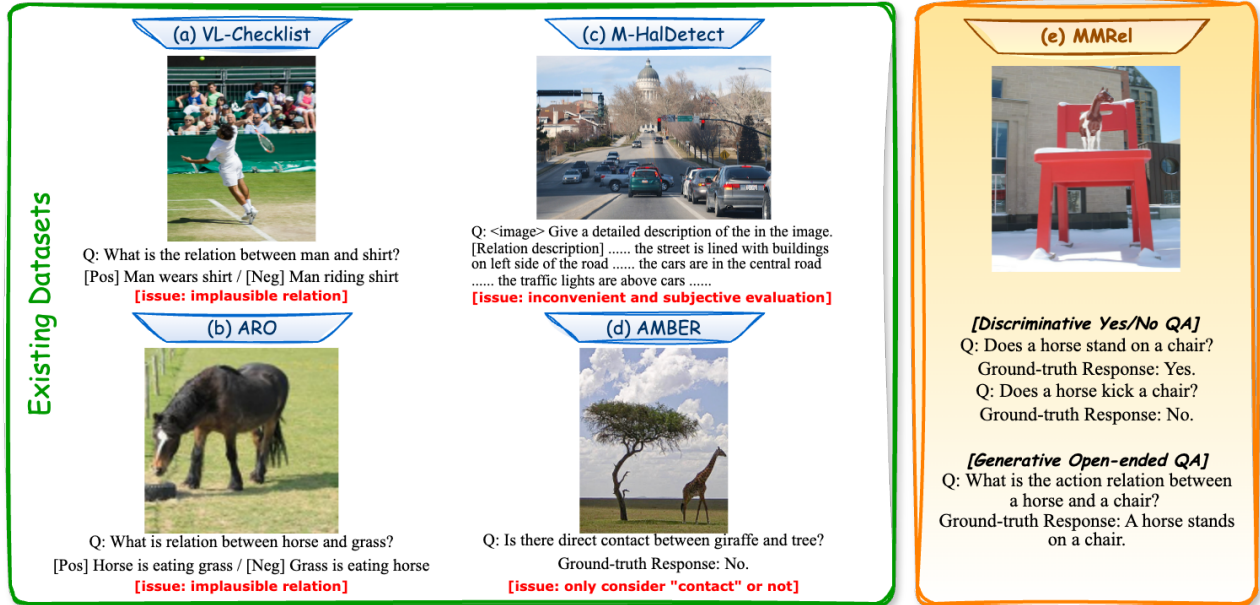 Existing Datasets
(a) VL-Checklist
Q: What is the relation between man and shirt?
[Pos] Man wears shirt / [Neg] Man riding shirt
[issue: implausible relation]
(b) ARO
Q: What is relation between horse and grass?
[Pos] Horse is eating grass / [Neg] Grass is eating horse
[issue: implausible relation]
(c) M-HalDetect
Q: <image> Give a detailed description of the in the image.
[Relation description] ...... the street is lined with buildings
on left side of the road ...... the cars are in the central road
...... the traffic lights are above cars ......
[issue: inconvenient and subjective evaluation]
(d) AMBER
Q: Is there direct contact between giraffe and tree?
Ground-truth Response: No.
[issue: only consider "contact" or not]
(e) MMRel
[Discriminative Yes/No QA]
Q: Does a horse stand on a chair?
Ground-truth Response: Yes.
Q: Does a horse kick a chair?
Ground-truth Response: No.
[Generative Open-ended QA]
Q: What is the action relation between
a horse and a chair?
Ground-truth Response: A horse stands
on a chair.